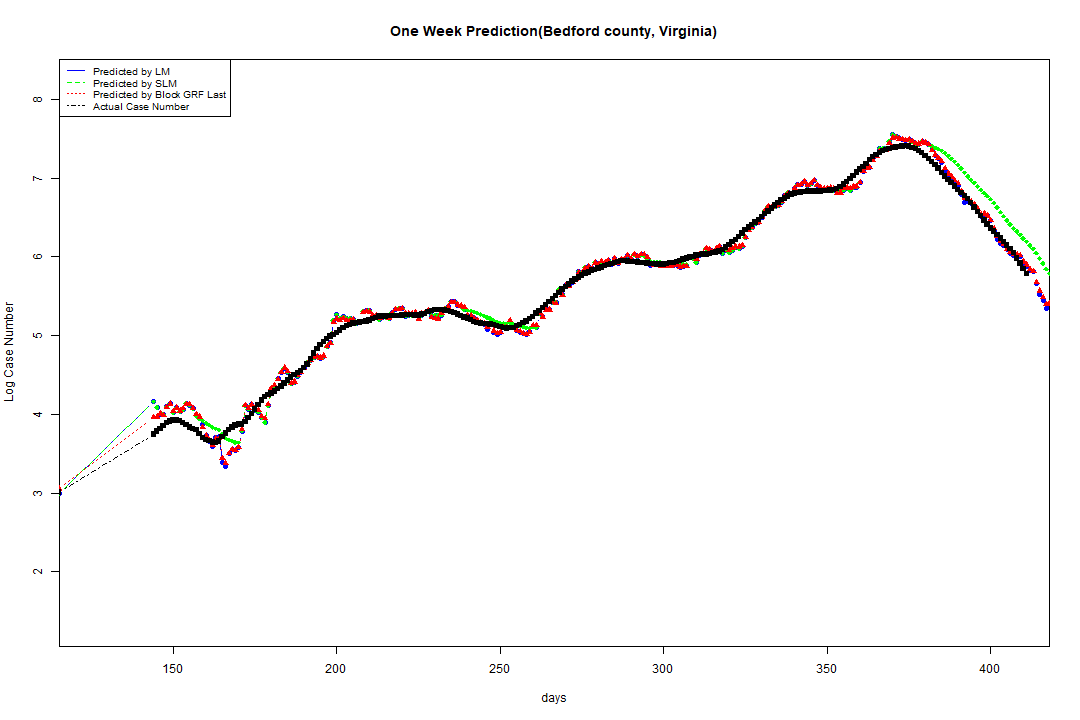 One Week Prediction(Bedford county, Virginia)
Predicted by LM
Predicted by SLM
Predicted by Block GRF Last
Actual Case Number
8
7
6
5
4
3
2
Log Case Number
150 200 250 300 350 400
days